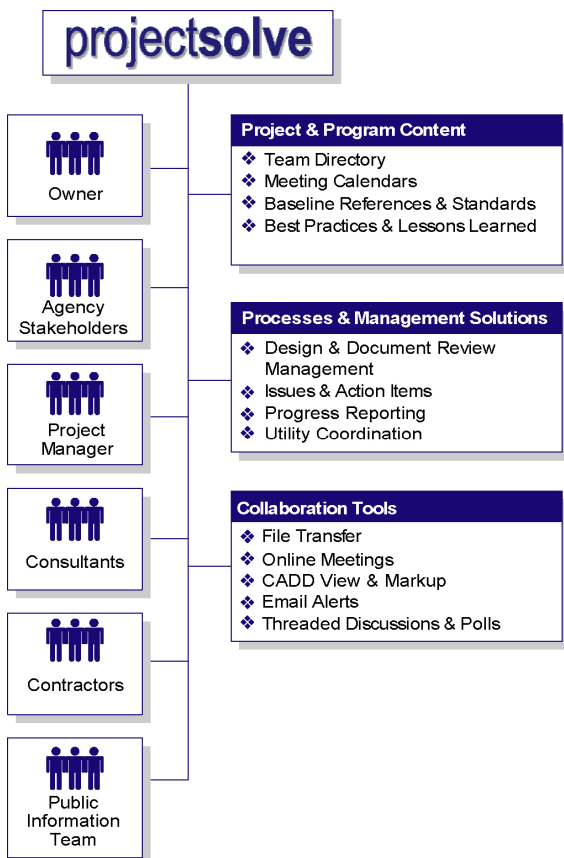 projectsolve
Owner
Agency
Stakeholders
Project
Manager
Consultants
Contractors
Public
Information
Team
Project & Program Content
❖ Team Directory
❖ Meeting Calendars
❖ Baseline References & Standards
❖ Best Practices & Lessons Learned
Processes & Management Solutions
❖ Design & Document Review
Management
❖ Issues & Action Items
❖ Progress Reporting
❖ Utility Coordination
Collaboration Tools
❖ File Transfer
❖ Online Meetings
❖ CADD View & Markup
❖ Email Alerts
❖ Threaded Discussions & Polls